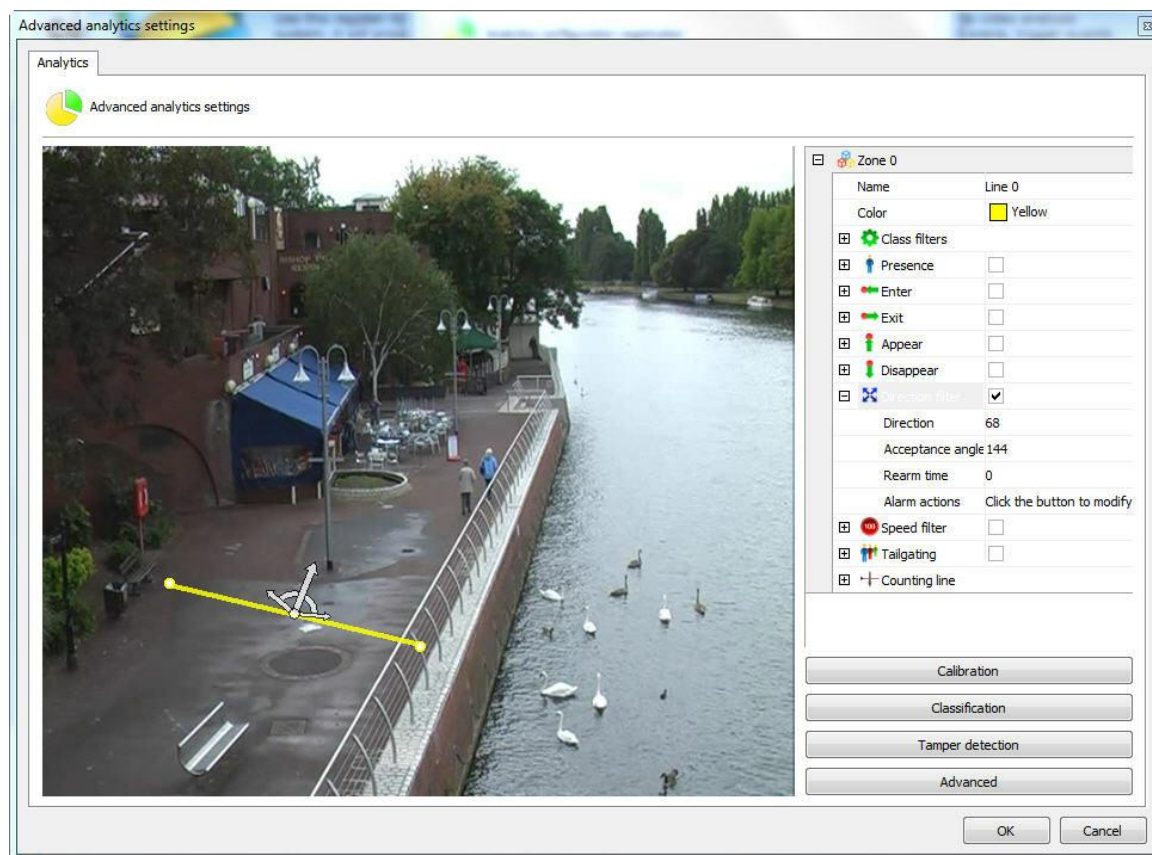 Advanced analytics settings
Analytics
Advanced analytics settings
Zone 0
Name Line 0
Color Yellow
Class filters
Presence
Enter
Exit
Appear
Disappear
Direction filter
Direction 68
Acceptance angle 144
Rearm time 0
Alarm actions Click the button to modify
100 Speed filter
Tailgating
Counting line
Calibration
Classification
Tamper detection
Advanced
OK Cancel